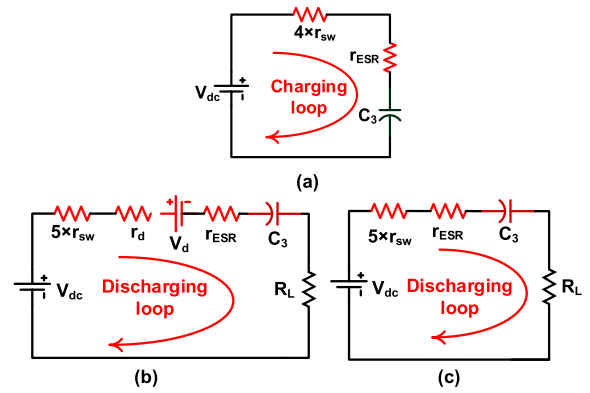 4×rsw
rESR
Vdc
+
-
Charging
loop
C3
(a)
+ -
5×rsw
rd
Vd
rESR
C3
+
-
Vdc
Discharging
loop
RL
(b)
5×rsw
rESR
C3
+
-
Vdc
Discharging
loop
RL
(c)